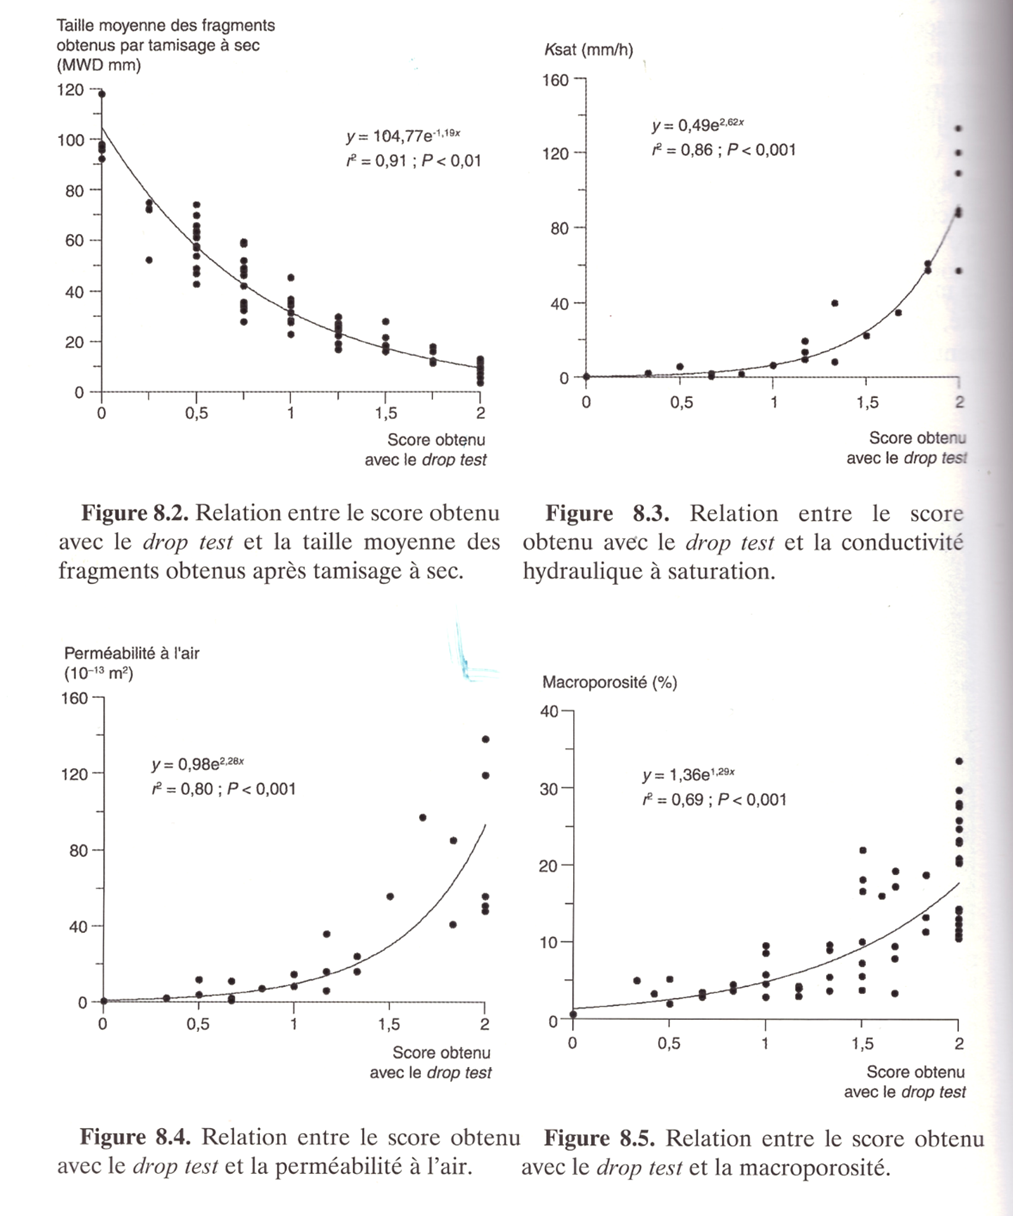 Taille moyenne des fragments
obtenus par tamisage à sec
(MWD mm)
120
100
80
60
40
20
0
y = 104,77e-1,19x
r² = 0,91 ; P < 0,01
0 0,5 1 1,5 2
Score obtenu
avec le drop test
Ksat (mm/h)
160
120
80
40
0
y = 0,49e2,62x
r² = 0,86 ; P < 0,001
0 0,5 1 1,5 2
Score obtenu
avec le drop test
Figure 8.2. Relation entre le score obtenu
avec le drop test et la taille moyenne des
fragments obtenus après tamisage à sec.
Figure 8.3. Relation entre le score
obtenu avec le drop test et la conductivité
hydraulique à saturation.
Perméabilité à l'air
(10⁻¹³ m²)
160
120
80
40
0
y = 0,98e2,28x
r² = 0,80 ; P < 0,001
0 0,5 1 1,5 2
Score obtenu
avec le drop test
Macroporosité (%)
40
30
20
10
0
y = 1,36e1,29x
r² = 0,69 ; P < 0,001
0 0,5 1 1,5 2
Score obtenu
avec le drop test
Figure 8.4. Relation entre le score obtenu
avec le drop test et la perméabilité à l'air.
Figure 8.5. Relation entre le score obtenu
avec le drop test et la macroporosité.